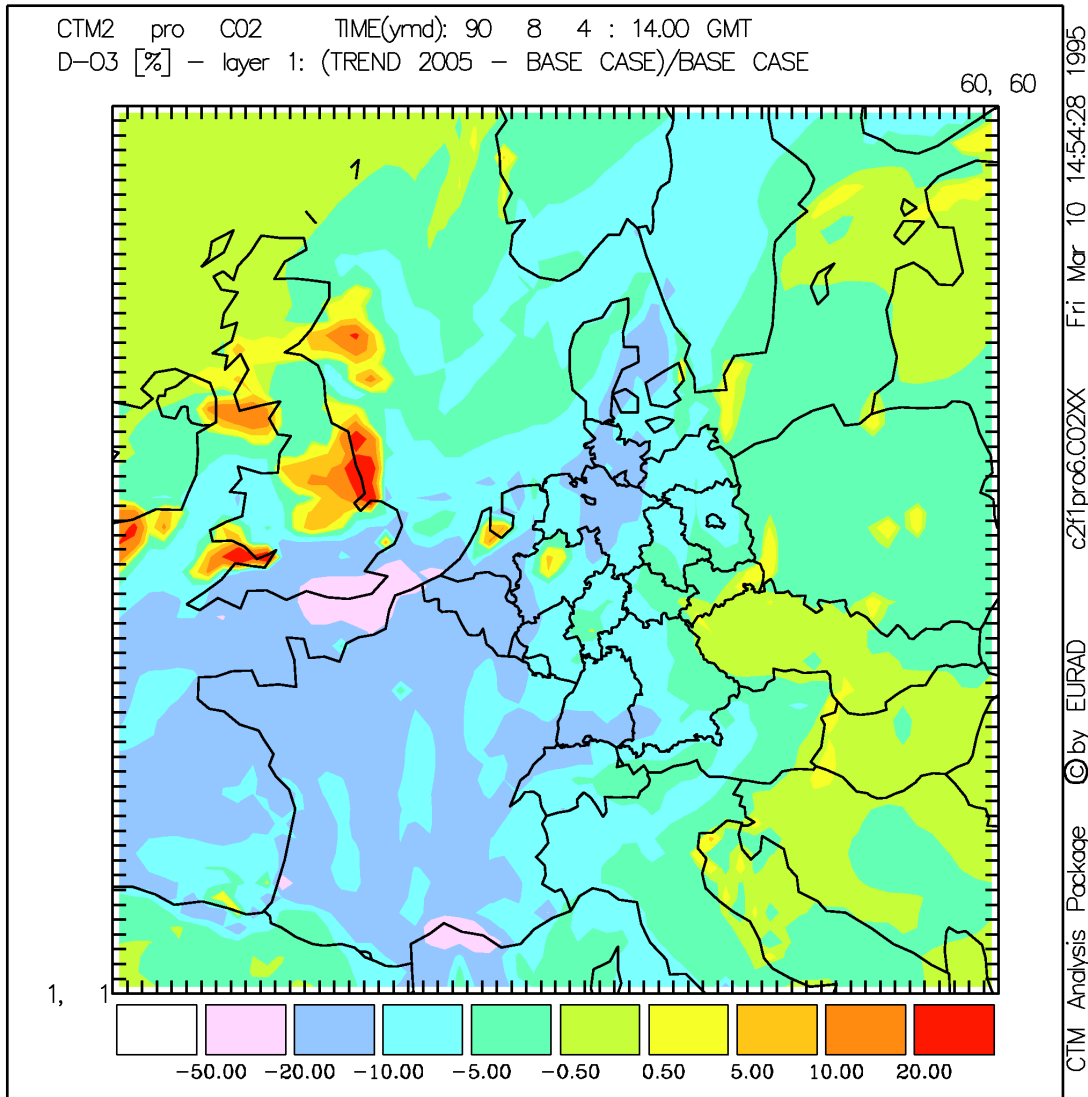 CTM2 pro CO2 TIME(ymd): 90 8 4 : 14.00 GMT
D-O3 [%] - layer 1: (TREND 2005 - BASE CASE)/BASE CASE
60, 60
1, 1
-50.00 -20.00 -10.00 -5.00 -0.50 0.50 5.00 10.00 20.00
CTM Analysis Package ©by EURAD c2f1pro6.002XX Fri Mar 10 14:54:28 1995